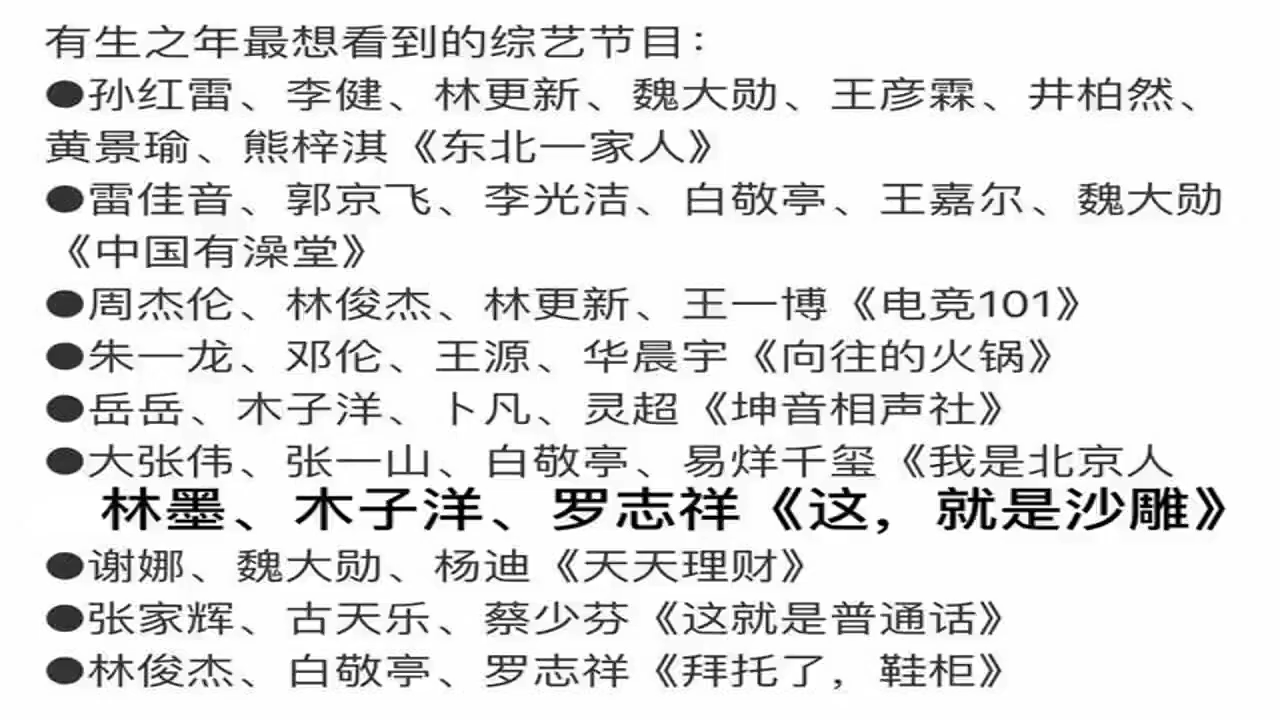 有生之年最想看到的综艺节目：
●孙红雷、李健、林更新、魏大勋、王彦霖、井柏然、
黄景瑜、熊梓淇《东北一家人》
●雷佳音、郭京飞、李光洁、白敬亭、王嘉尔、魏大勋
《中国有澡堂》
●周杰伦、林俊杰、林更新、王一博《电竞101》
●朱一龙、邓伦、王源、华晨宇《向往的火锅》
●岳岳、木子洋、卜凡、灵超《坤音相声社》
●大张伟、张一山、白敬亭、易烊千玺《我是北京人
林墨、木子洋、罗志祥《这，就是沙雕》
●谢娜、魏大勋、杨迪《天天理财》
●张家辉、古天乐、蔡少芬《这就是普通话》
●林俊杰、白敬亭、罗志祥《拜托了，鞋柜》